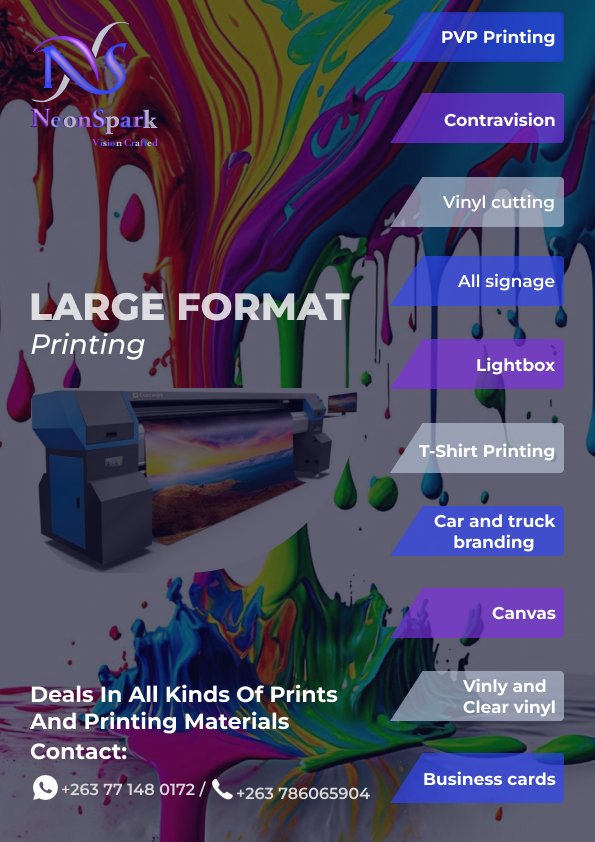 NS
NeonSpark
Vision Crafted
LARGE FORMAT
Printing
Deals In All Kinds Of Prints
And Printing Materials
Contact:
+263 77 148 0172 / +263 786065904
PVP Printing
Contravision
Vinyl cutting
All signage
Lightbox
T-Shirt Printing
Car and truck
branding
Canvas
Vinly and
Clear vinyl
Business cards